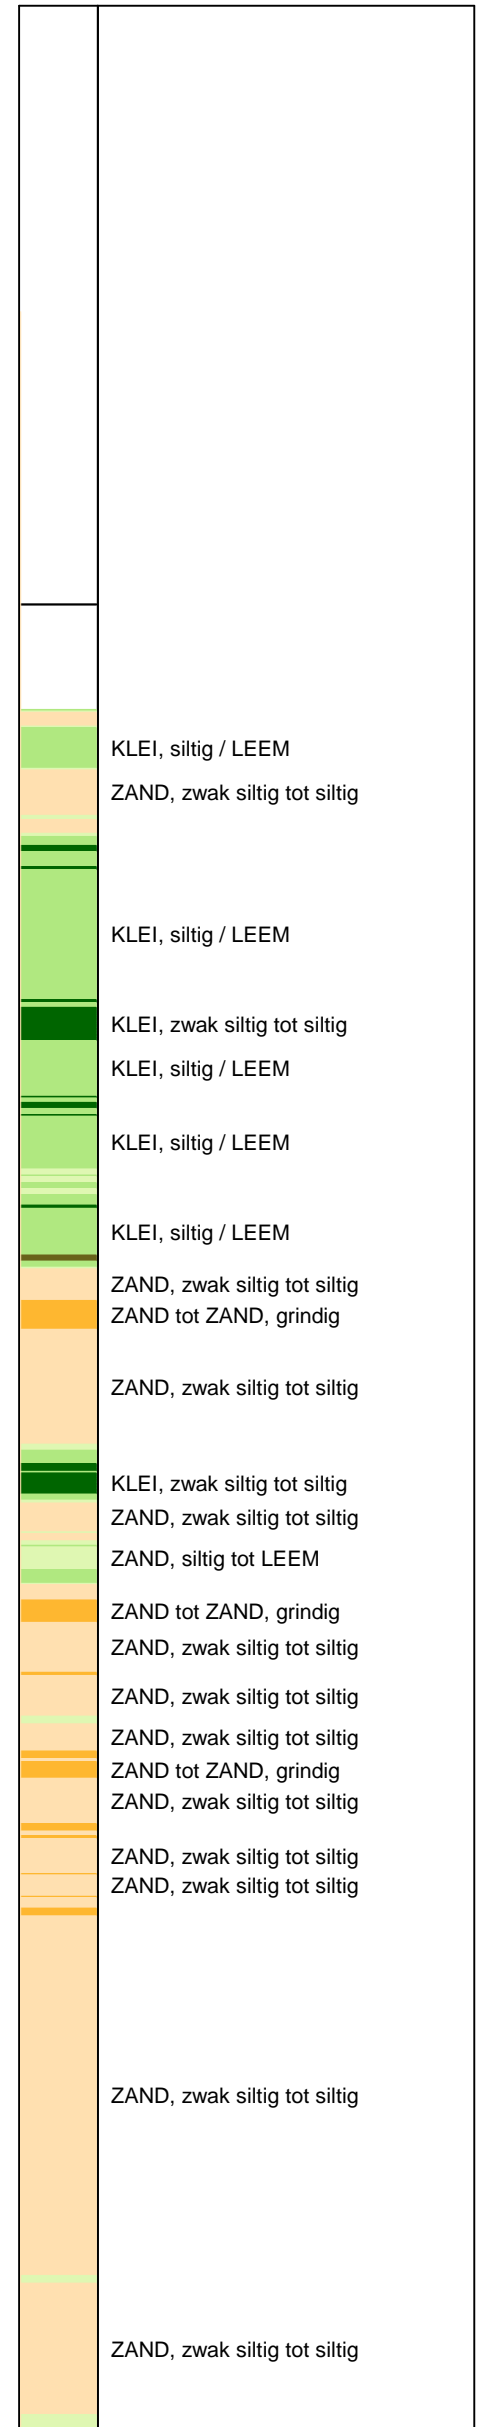 KLEI, siltig / LEEM
ZAND, zwak siltig tot siltig
KLEI, siltig / LEEM
KLEI, zwak siltig tot siltig
KLEI, siltig / LEEM
KLEI, siltig / LEEM
KLEI, siltig / LEEM
ZAND, zwak siltig tot siltig
ZAND tot ZAND, grindig
ZAND, zwak siltig tot siltig
KLEI, zwak siltig tot siltig
ZAND, zwak siltig tot siltig
ZAND, siltig tot LEEM
ZAND tot ZAND, grindig
ZAND, zwak siltig tot siltig
ZAND, zwak siltig tot siltig
ZAND, zwak siltig tot siltig
ZAND tot ZAND, grindig
ZAND, zwak siltig tot siltig
ZAND, zwak siltig tot siltig
ZAND, zwak siltig tot siltig
ZAND, zwak siltig tot siltig
ZAND, zwak siltig tot siltig